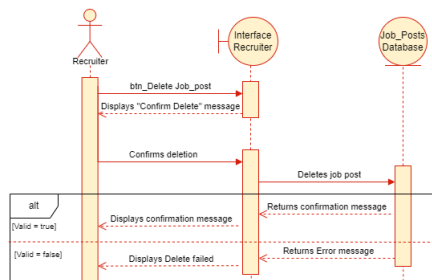 Interface
Recruiter
Job_Posts
Database
Recruiter
btn_Delete Job_post
Displays "Confirm Delete" message
Confirms deletion
Deletes job post
alt
Returns confirmation message
Displays confirmation message
[Valid = true]
Returns Error message
[Valid = false]
Displays Delete failed